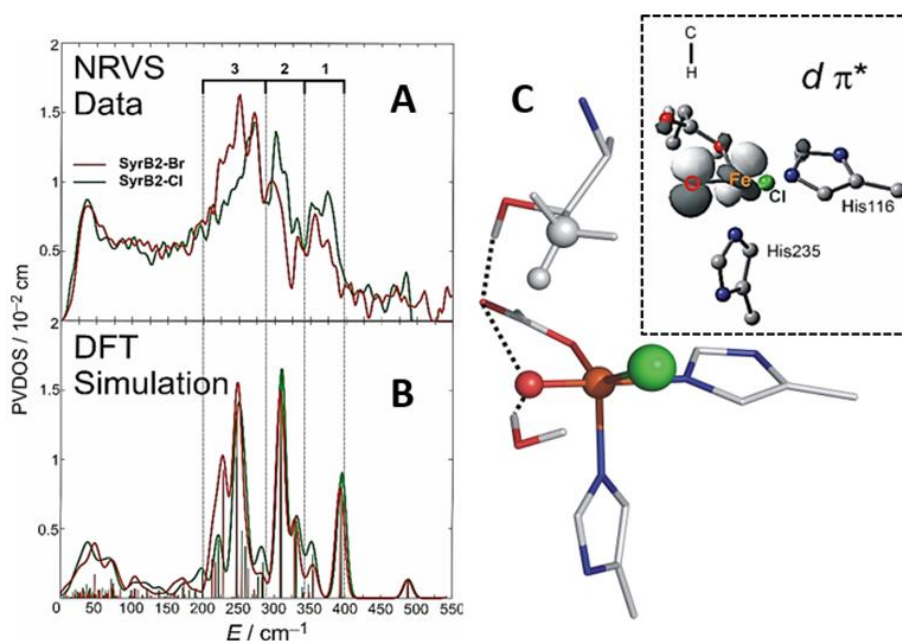 2
NRVS
Data
3
2
1
A
1.5
SyrB2-Br
SyrB2-Cl
1
0.5
0
DFT
Simulation
B
1.5
1
0.5
0 50 100 150 200 250 300 350 400 450 500 550
E / cm⁻¹
PVDOS / 10⁻² cm
C
C
H
d π*
O
O
O
Fe
Cl
His116
His235